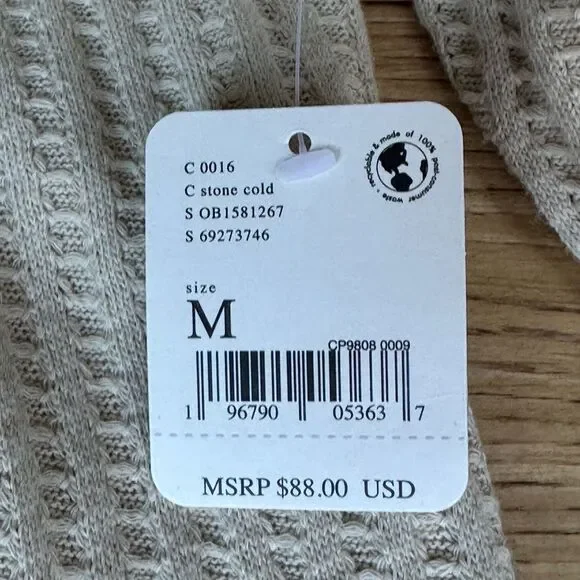 C 0016
C stone cold
S OB1581267
S 69273746
recyclable & made of 100% post-consumer waste
size
M
CP9808 0009
1 96790 05363 7
MSRP $88.00 USD